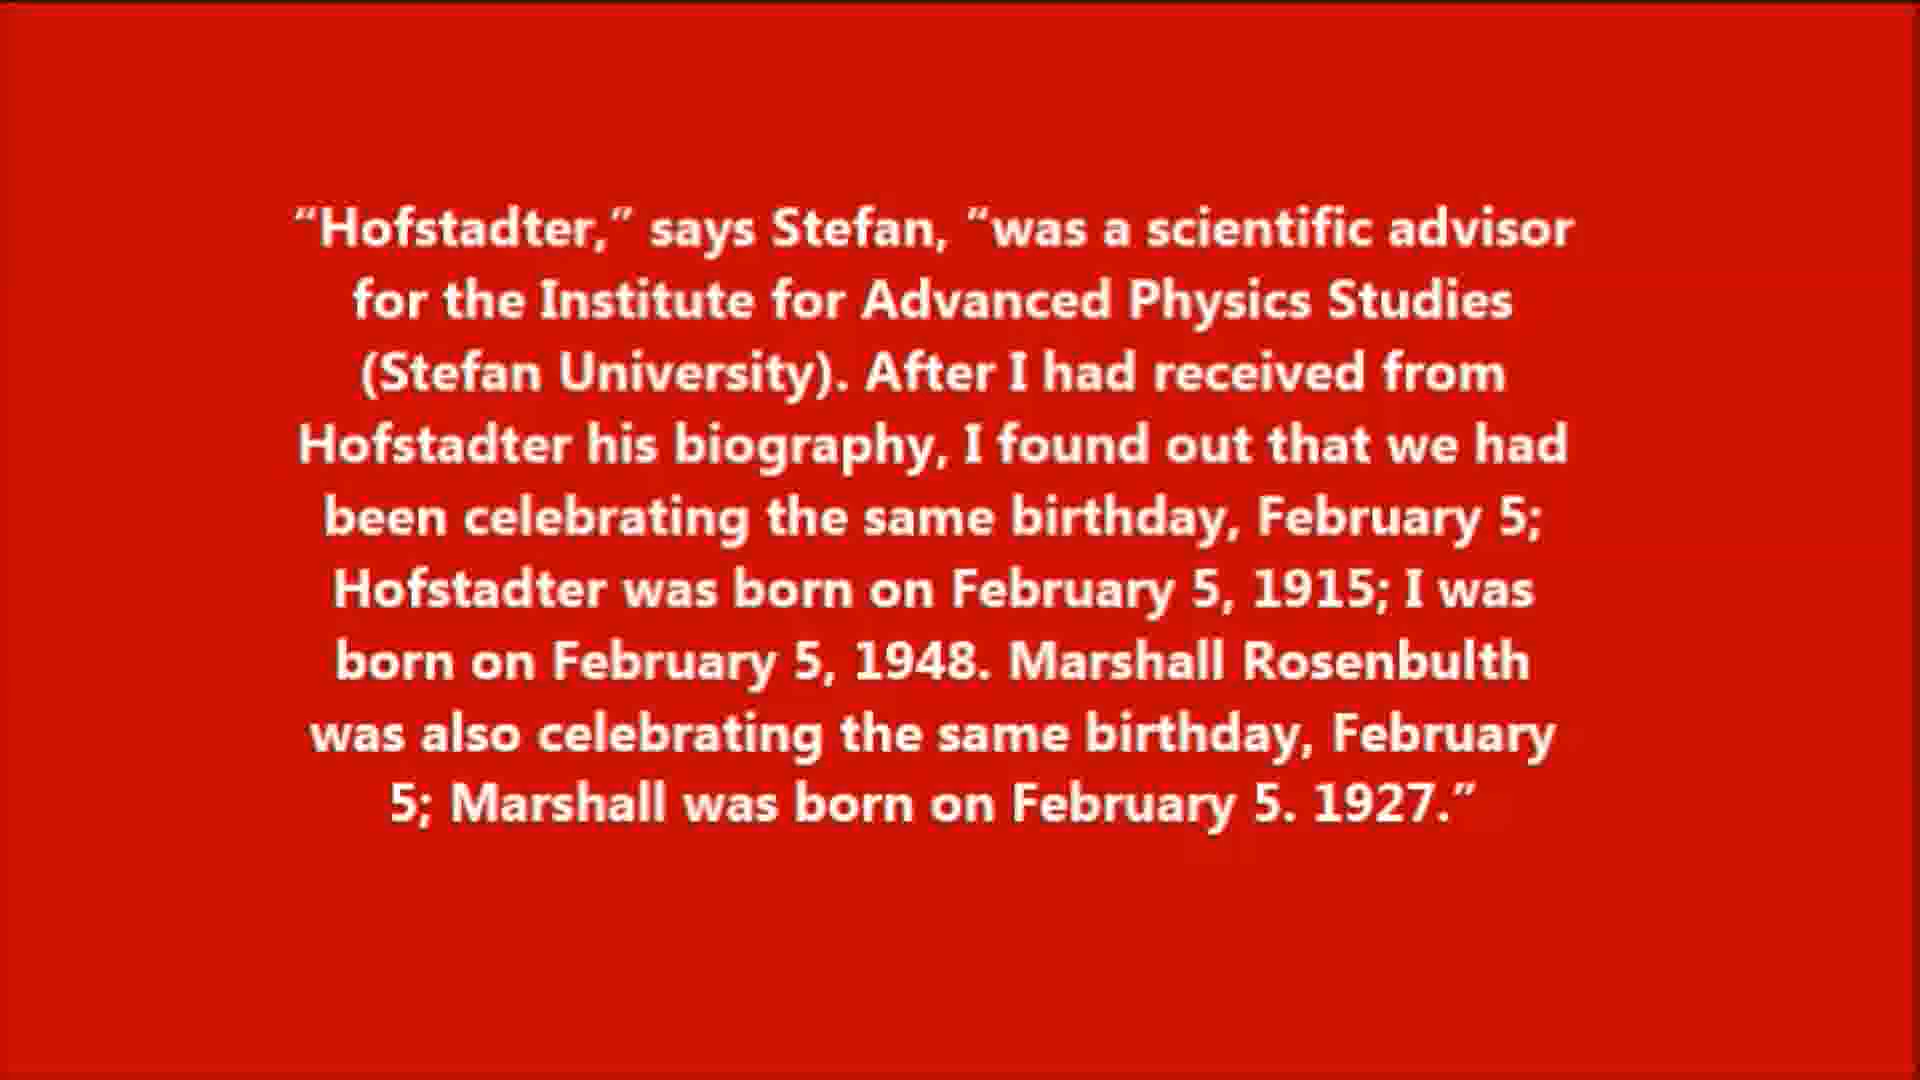 “Hofstadter,” says Stefan, “was a scientific advisor
for the Institute for Advanced Physics Studies
(Stefan University). After I had received from
Hofstadter his biography, I found out that we had
been celebrating the same birthday, February 5;
Hofstadter was born on February 5, 1915; I was
born on February 5, 1948. Marshall Rosenbulth
was also celebrating the same birthday, February
5; Marshall was born on February 5. 1927.”